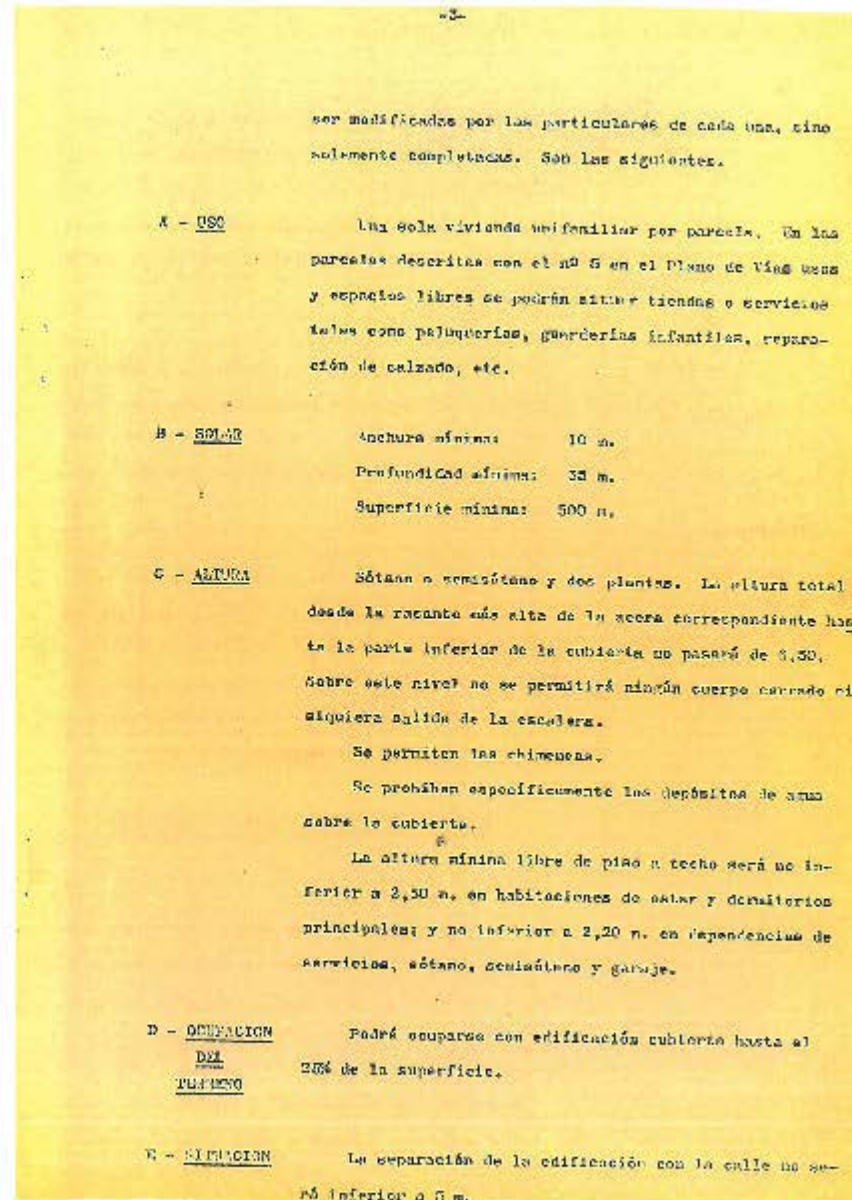 -3-
ser modificadas por las particulares de cada una, sino
solamente completadas. Son las siguientes.
A - USO Una sola vivienda unifamiliar por parcela. En las
parcelas descritas con el nº 5 en el Plano de Vías usos
y espacios libres se podrán situar tiendas o servicios
tales como peluquerías, guarderías infantiles, repara-
ción de calzado, etc.
B - SOLAR Anchura mínima: 10 m.
Profundidad mínima: 35 m.
Superficie mínima: 500 m.
C - ALTURA Sótano o semisótano y dos plantas. La altura total
desde la rasante más alta de la acera correspondiente has
ta la parte inferior de la cubierta no pasará de 6,50.
Sobre este nivel no se permitirá ningún cuerpo cerrado ni
siquiera salida de la escalera.
Se permiten las chimeneas.
Se prohiben específicamente los depósitos de agua
sobre la cubierta.
La altura mínima libre de piso a techo será no in-
ferior a 2,50 m. en habitaciones de estar y dormitorios
principales; y no inferior a 2,20 m. en dependencias de
servicios, sótano, semisótano y garaje.
D - OCUPACION Podrá ocuparse con edificación cubierta hasta el
DEL
TERRENO de la superficie.
E - SITUACION La separación de la edificación con la calle no se-
rá inferior a 5 m.